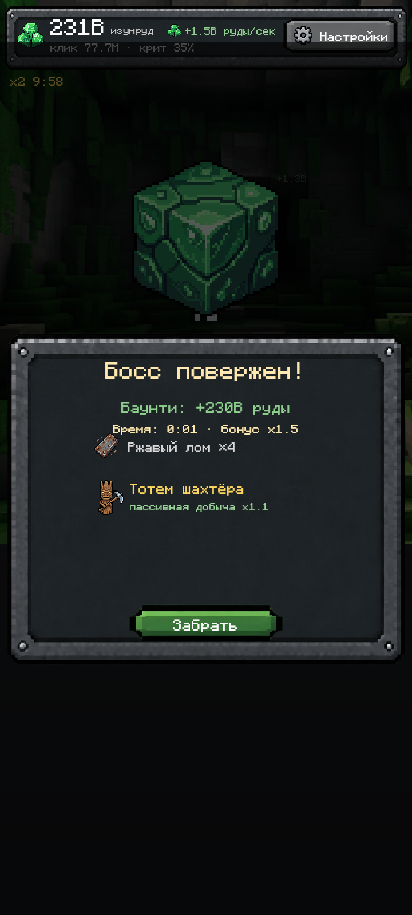 231B изумруд +1.5B руды/сек
Настройки
клик 77.7M · крит 35%
x2 9:58
+1.3B
Босс повержен!
Баунти: +230B руды
Время: 0:01 · бонус x1.5
Ржавый лом x4
Тотем шахтёра
пассивная добыча x1.1
Забрать